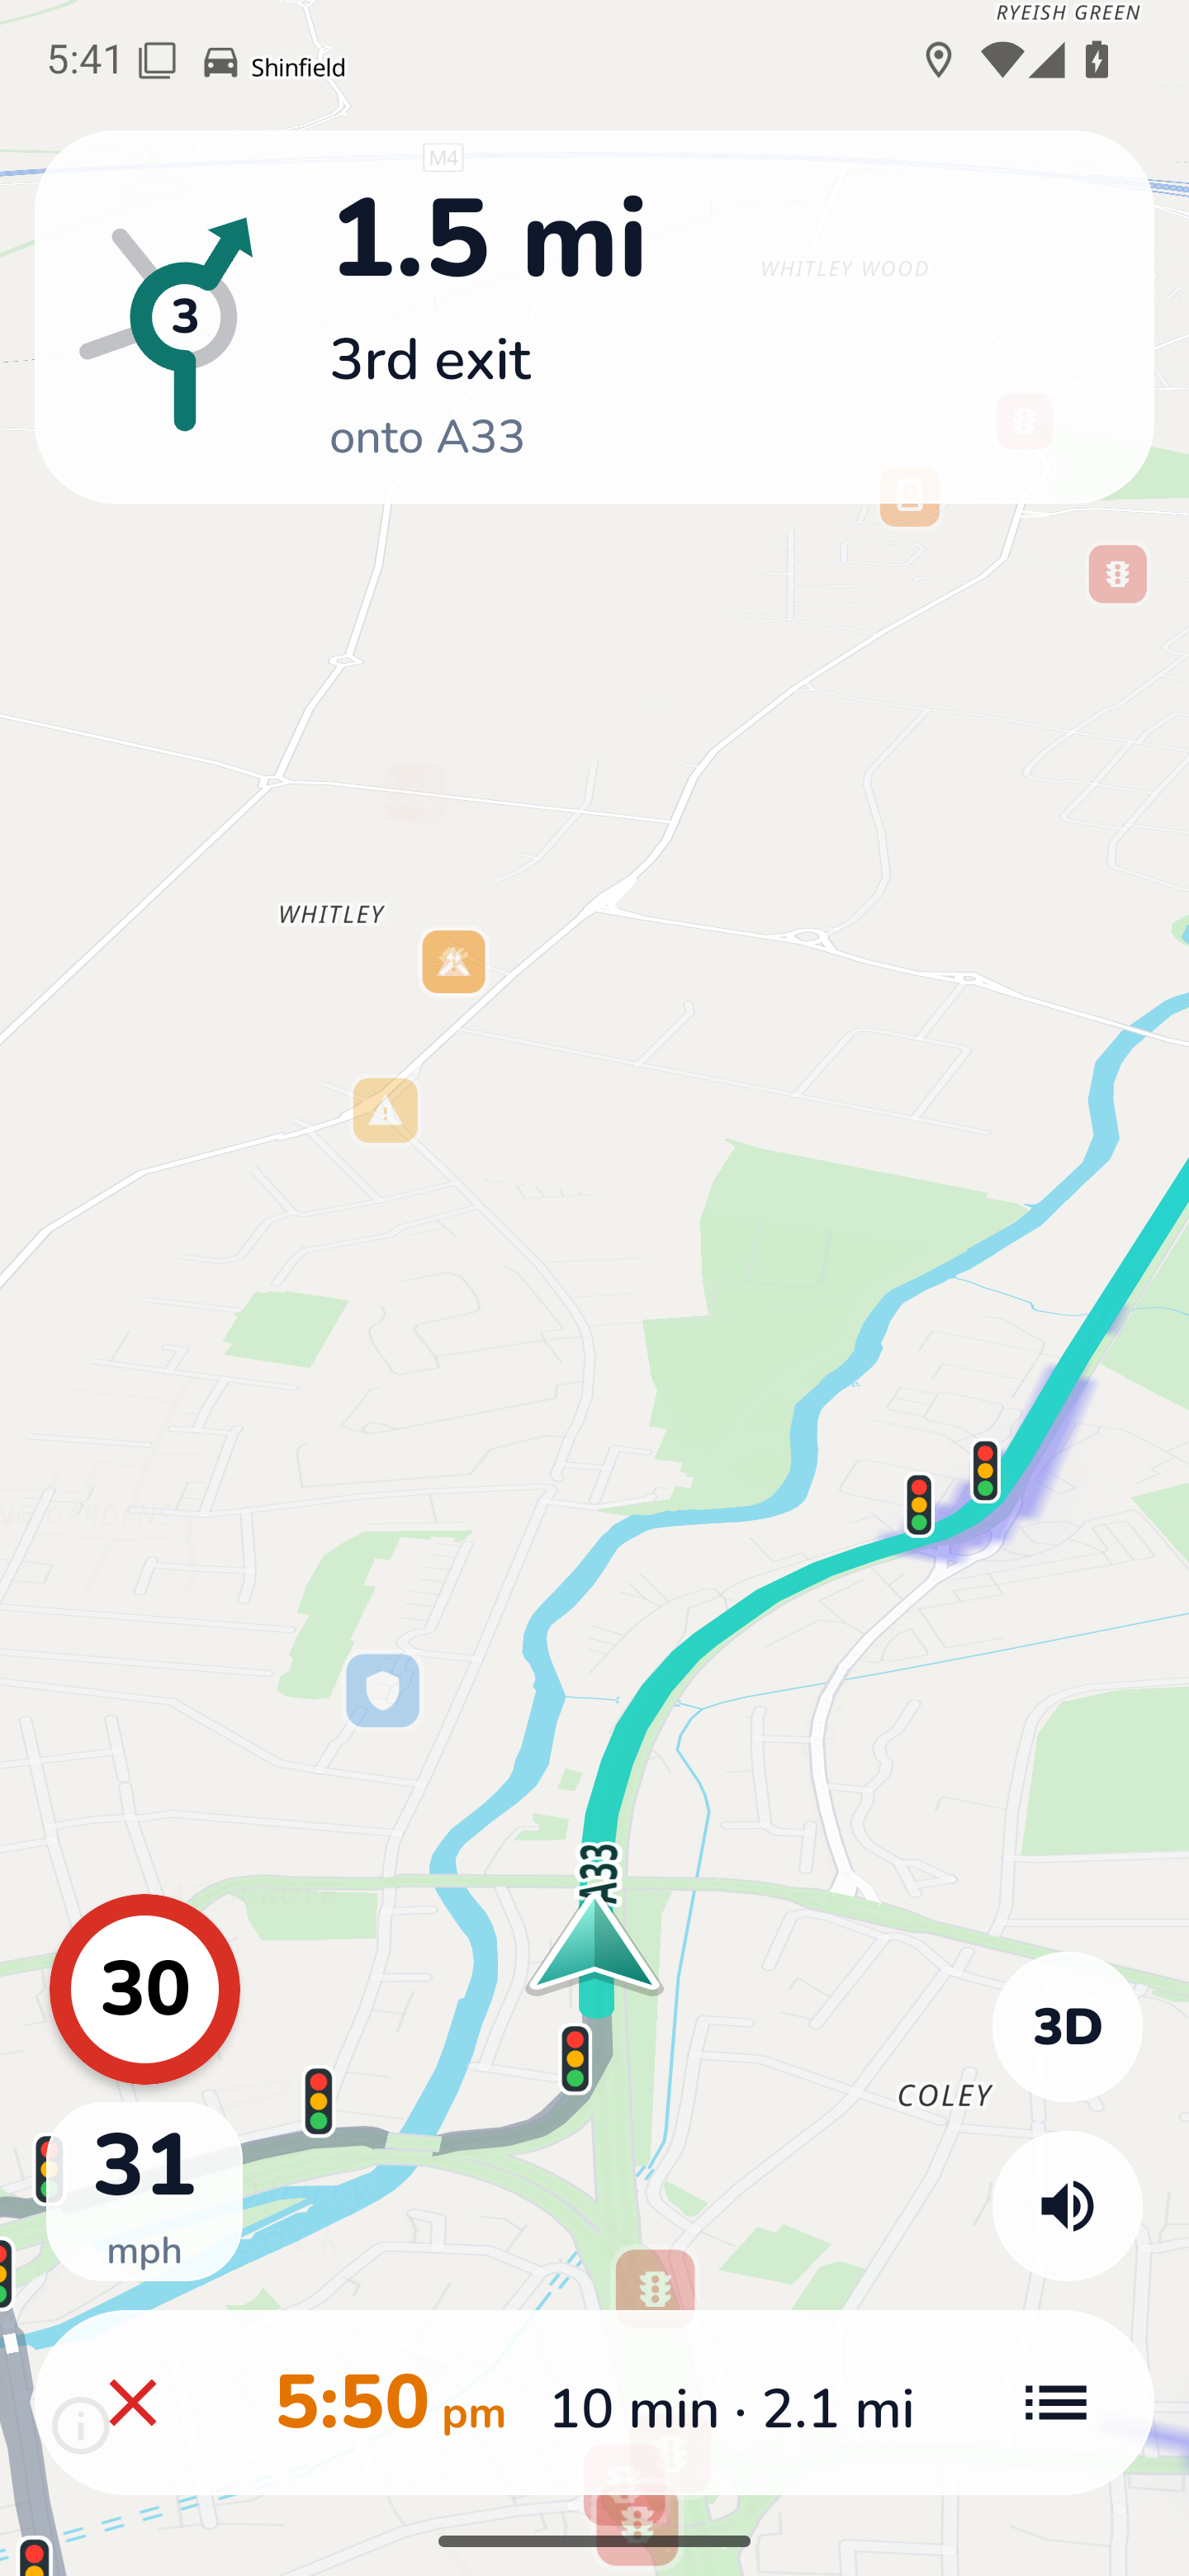 RYEISH GREEN
5:41
Shinfield
M4
1.5 mi
WHITLEY WOOD
3
3rd exit
onto A33
WHITLEY
A33
30
3D
31
mph
COLEY
5:50 pm 10 min · 2.1 mi